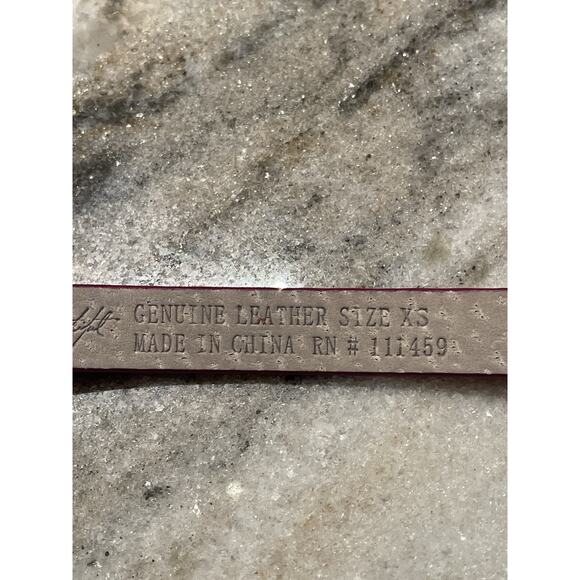 GENUINE LEATHER SIZE XS
MADE IN CHINA RN # 111459